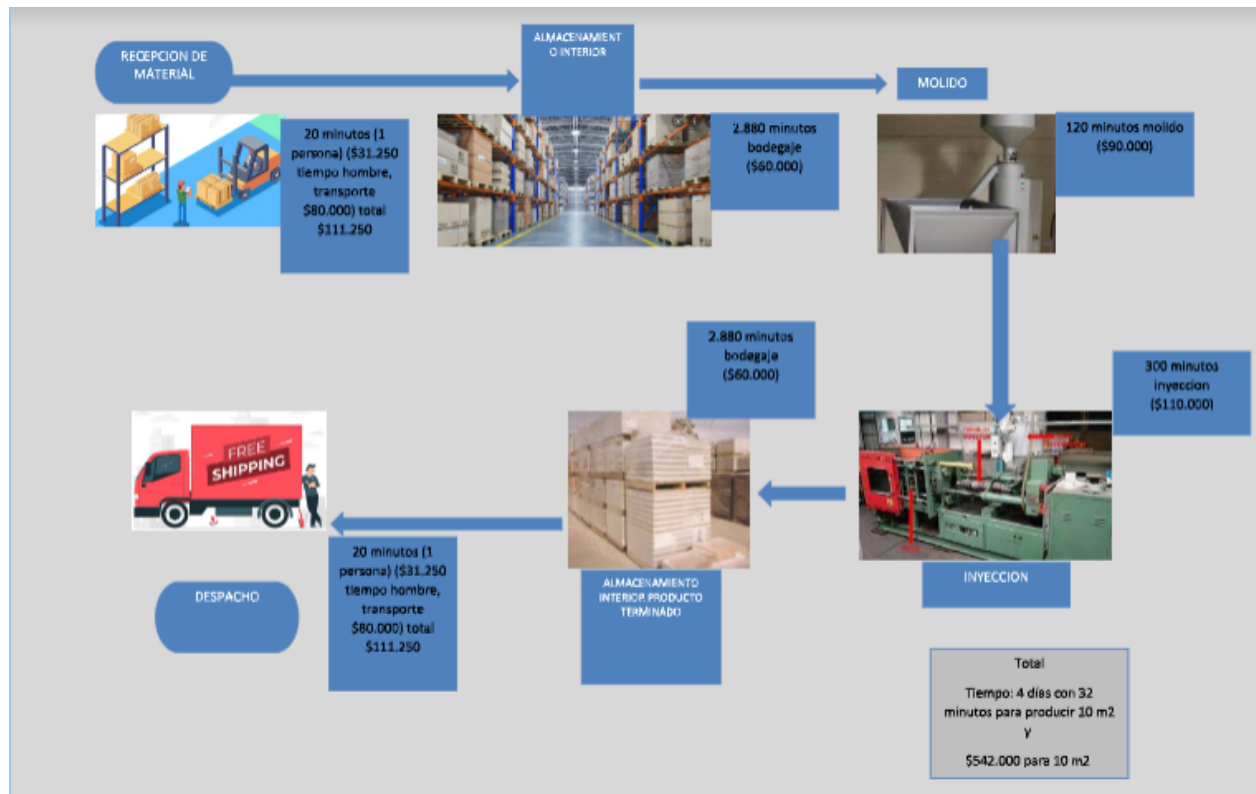 RECEPCION DE
MATERIAL
ALMACENAMIENT
O INTERIOR
MOLIDO
20 minutos (1
persona) ($31.250
tiempo hombre,
transporte
$80.000) total
$111.250
2.880 minutos
bodegaje
($60.000)
120 minutos molido
($90.000)
2.880 minutos
bodegaje
($60.000)
300 minutos
inyeccion
($110.000)
FREE
SHIPPING
20 minutos (1
persona) ($31.250
tiempo hombre,
transporte
$80.000) total
$111.250
DESPACHO
ALMACENAMIENTO
INTERIOR PRODUCTO
TERMINADO
INYECCION
Total
Tiempo: 4 días con 32
minutos para producir 10 m2
y
$542.000 para 10 m2